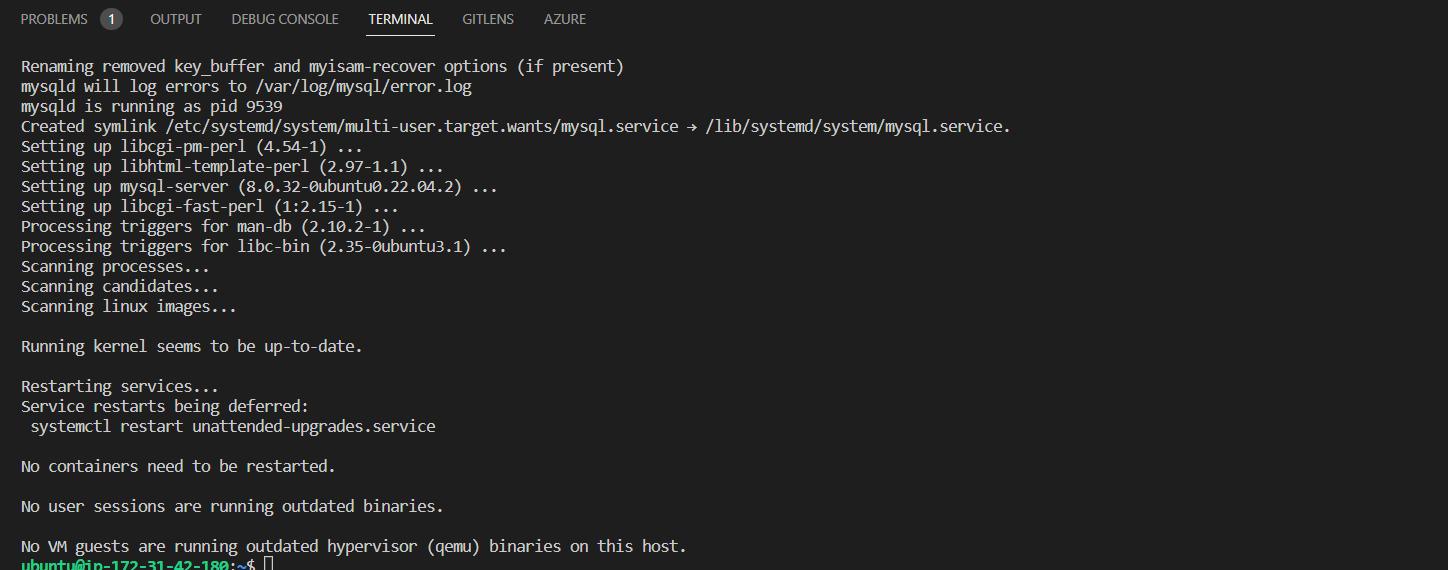 PROBLEMS 1 OUTPUT DEBUG CONSOLE TERMINAL GITLENS AZURE
Renaming removed key_buffer and myisam-recover options (if present)
mysqld will log errors to /var/log/mysql/error.log
mysqld is running as pid 9539
Created symlink /etc/systemd/system/multi-user.target.wants/mysql.service → /lib/systemd/system/mysql.service.
Setting up libcgi-pm-perl (4.54-1) ...
Setting up libhtml-template-perl (2.97-1.1) ...
Setting up mysql-server (8.0.32-0ubuntu0.22.04.2) ...
Setting up libcgi-fast-perl (1:2.15-1) ...
Processing triggers for man-db (2.10.2-1) ...
Processing triggers for libc-bin (2.35-0ubuntu3.1) ...
Scanning processes...
Scanning candidates...
Scanning linux images...
Running kernel seems to be up-to-date.
Restarting services...
Service restarts being deferred:
 systemctl restart unattended-upgrades.service
No containers need to be restarted.
No user sessions are running outdated binaries.
No VM guests are running outdated hypervisor (qemu) binaries on this host.
ubuntu@ip-172-31-42-180:~$